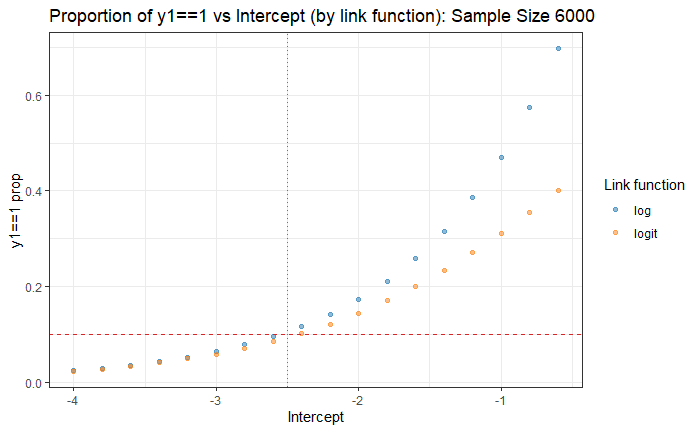 Proportion of y1==1 vs Intercept (by link function): Sample Size 6000
y1==1 prop
0.6
0.4
0.2
0.0
-4
-3
-2
-1
Intercept
Link function
log
logit